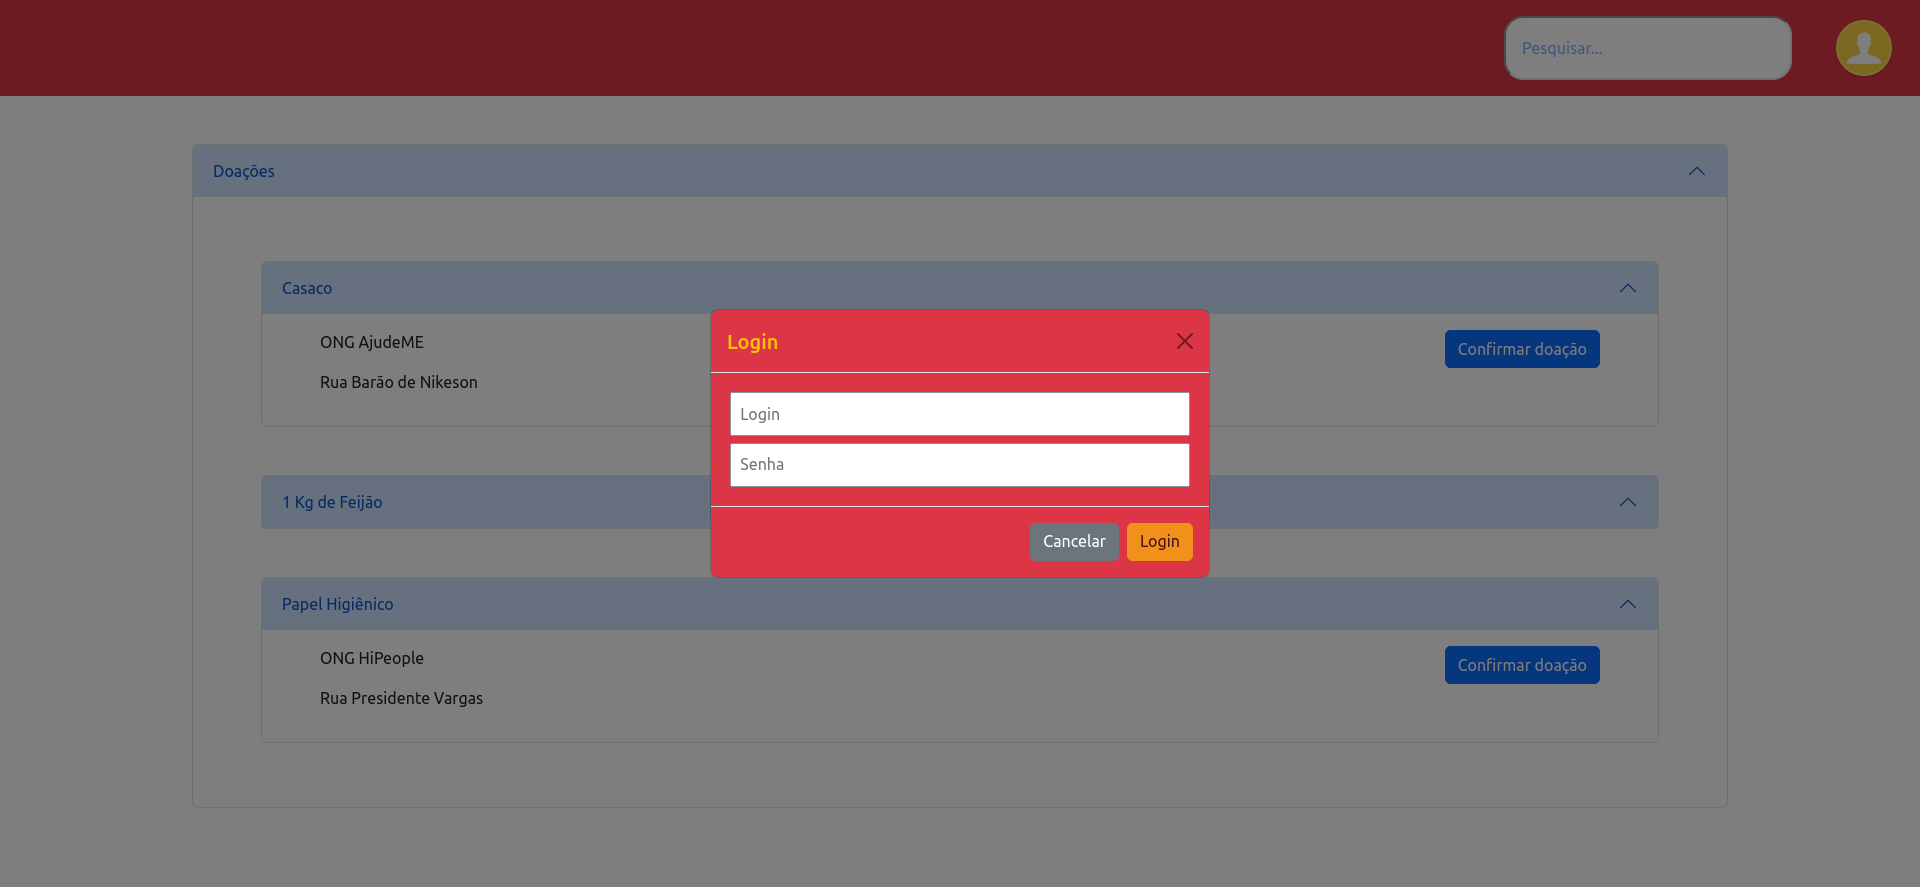 Pesquisar...
Doações
Casaco
ONG AjudeME
Confirmar doação
Rua Barão de Nikeson
Login
Login
Senha
Cancelar
Login
1 Kg de Feijão
Papel Higiênico
ONG HiPeople
Confirmar doação
Rua Presidente Vargas